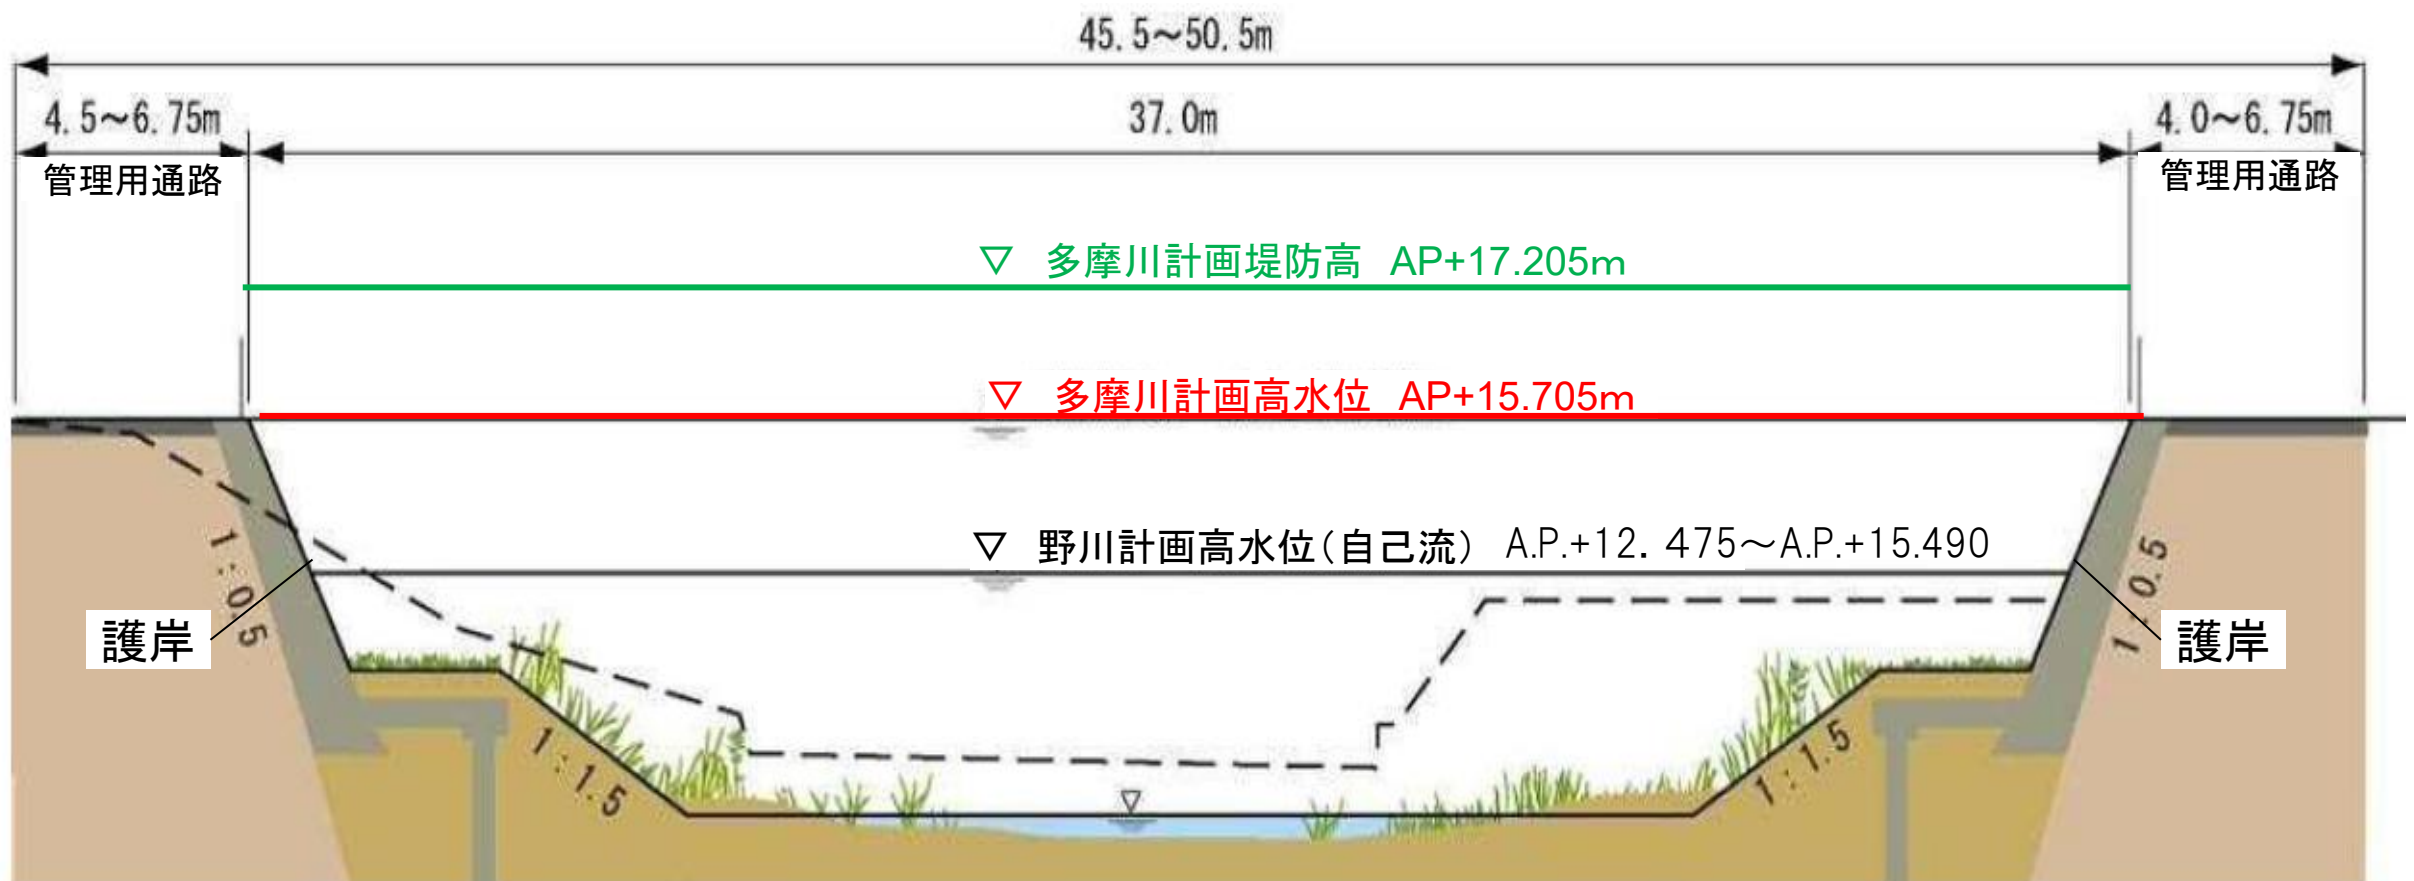 45.5～50.5m
4.5～6.75m
37.0m
4.0～6.75m
管理用通路
管理用通路
▽ 多摩川計画堤防高 AP+17.205m
▽ 多摩川計画高水位 AP+15.705m
▽ 野川計画高水位(自己流) A.P.+12.475～A.P.+15.490
1:0.5
1:0.5
護岸
護岸
1:1.5
1:1.5
▽